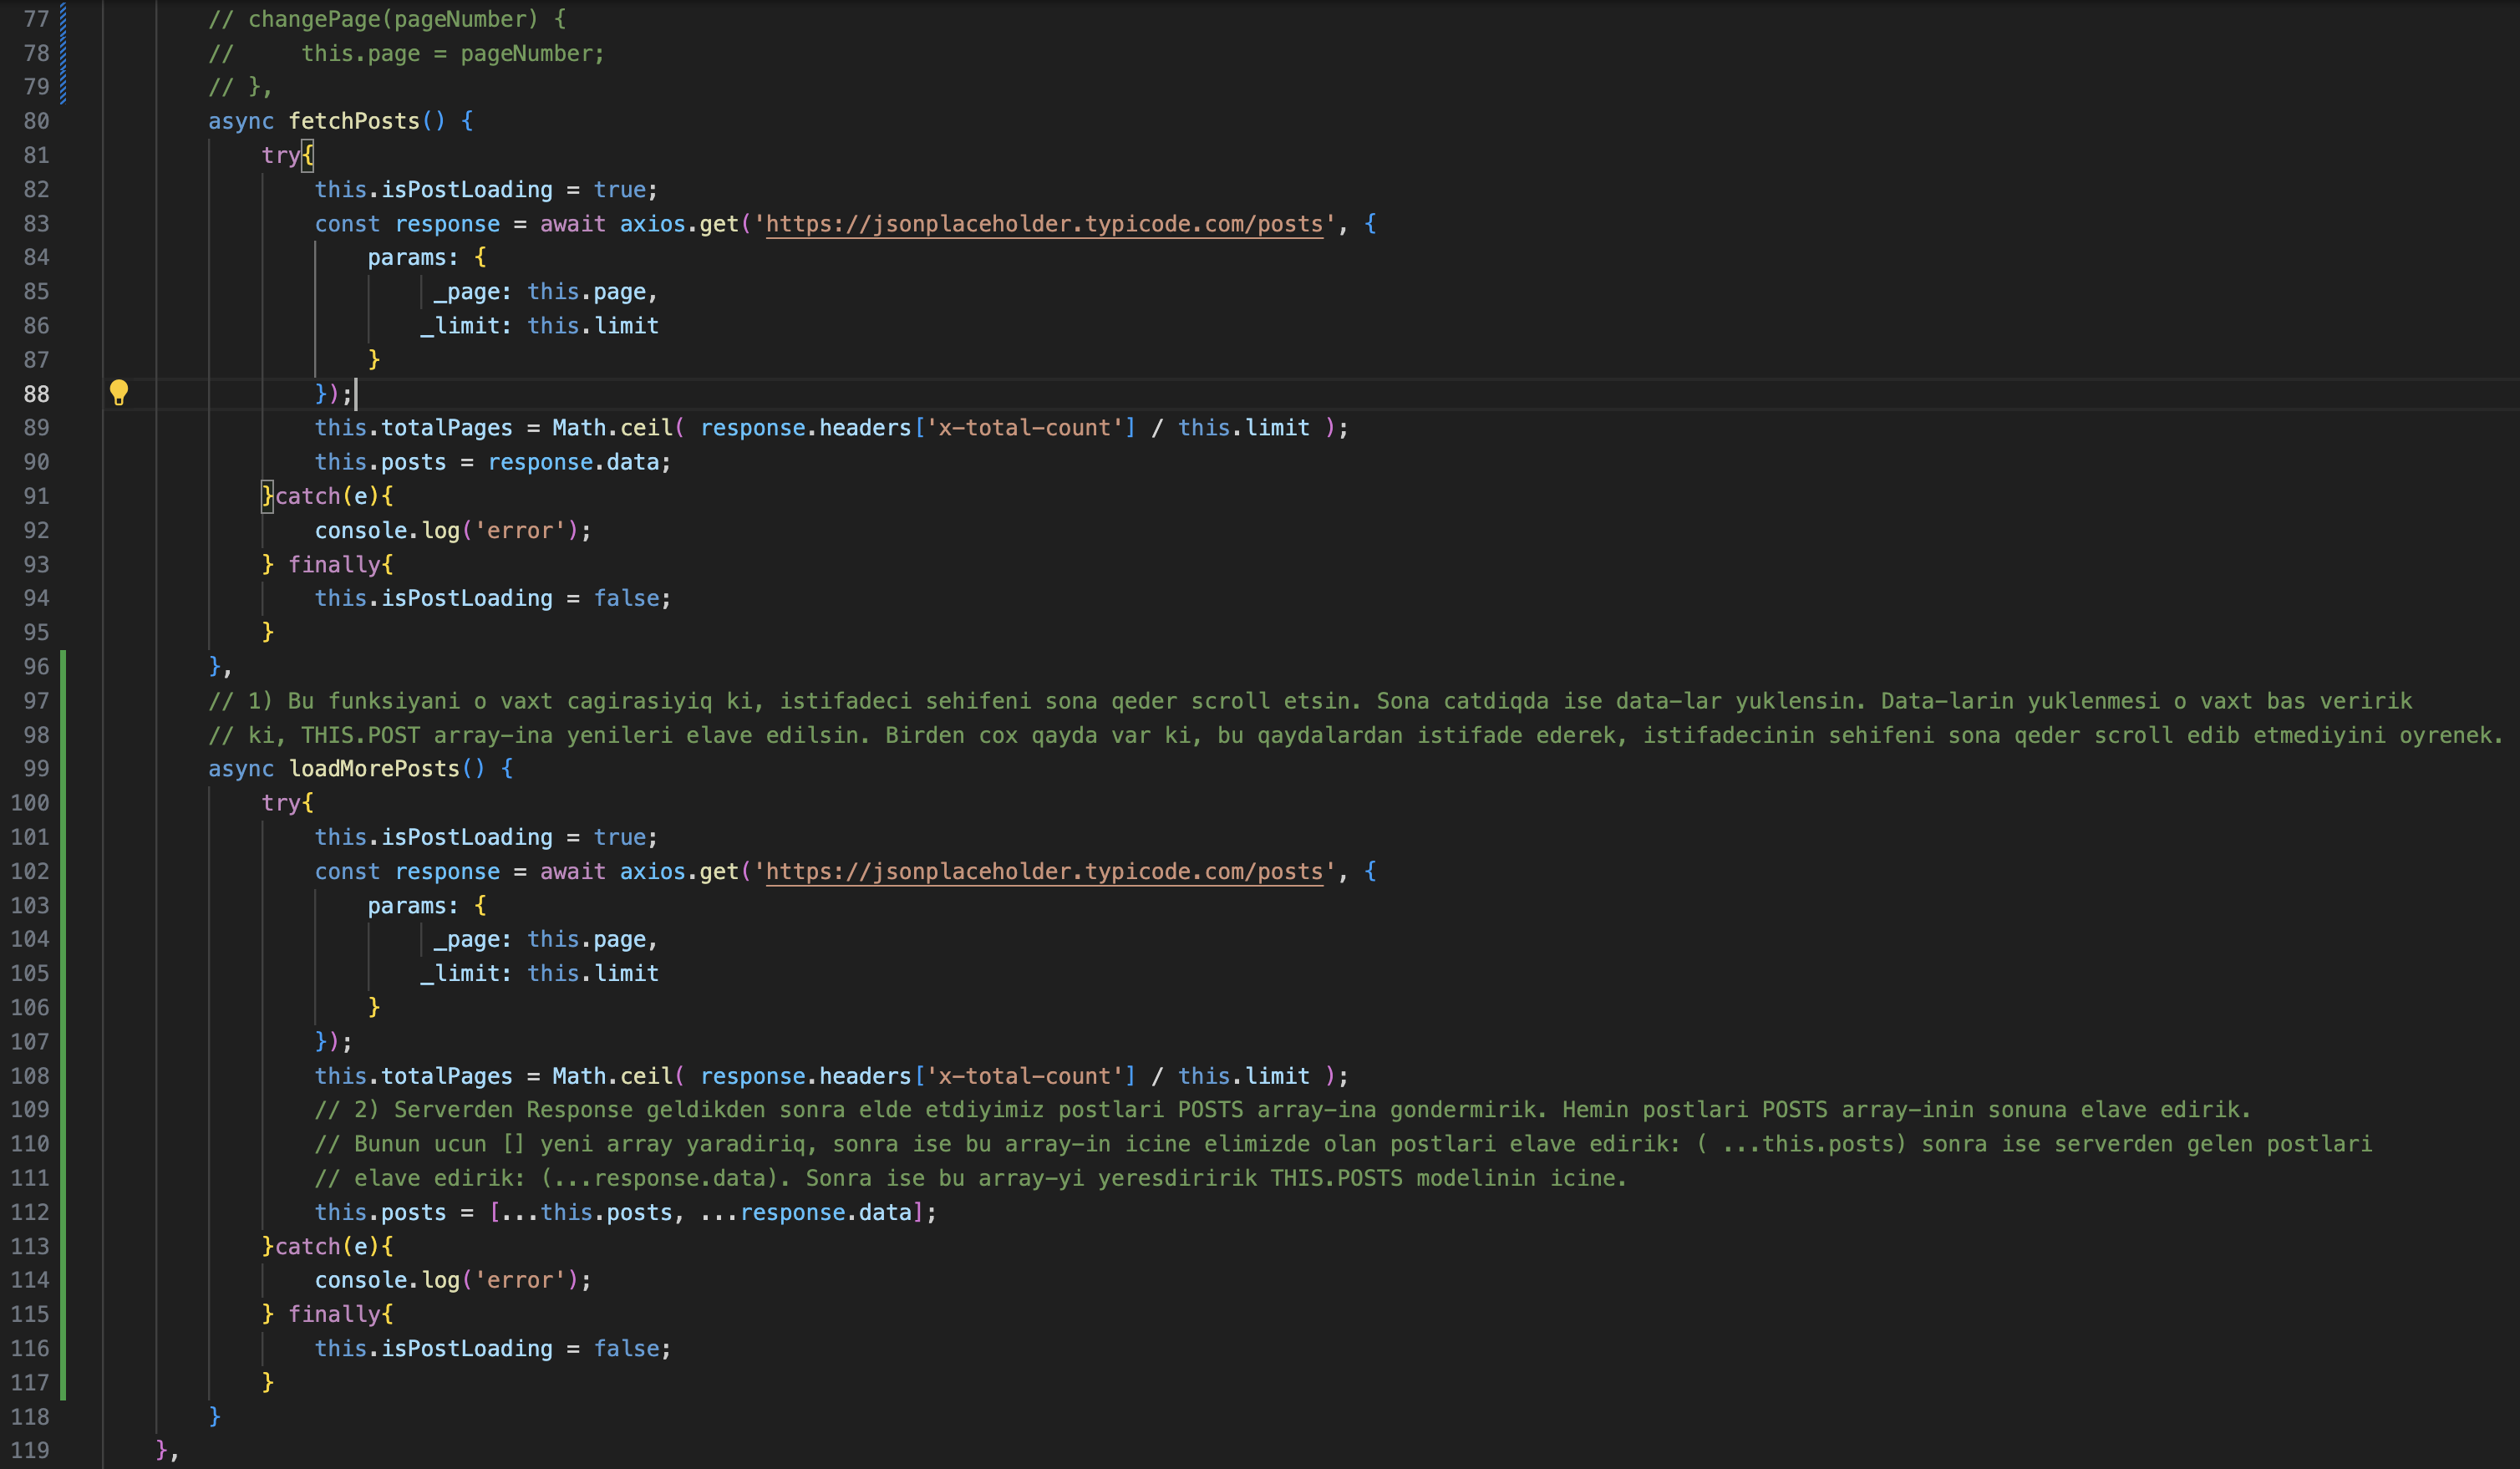 77 // changePage(pageNumber) {
78 //     this.page = pageNumber;
79 // },
80 async fetchPosts() {
81     try{
82         this.isPostLoading = true;
83         const response = await axios.get('https://jsonplaceholder.typicode.com/posts', {
84             params: {
85                  _page: this.page,
86                 _limit: this.limit
87             }
88         });
89         this.totalPages = Math.ceil( response.headers['x-total-count'] / this.limit );
90         this.posts = response.data;
91     }catch(e){
92         console.log('error');
93     } finally{
94         this.isPostLoading = false;
95     }
96 },
97 // 1) Bu funksiyani o vaxt cagirasiyiq ki, istifadeci sehifeni sona qeder scroll etsin. Sona catdiqda ise data-lar yuklensin. Data-larin yuklenmesi o vaxt bas veririk
98 // ki, THIS.POST array-ina yenileri elave edilsin. Birden cox qayda var ki, bu qaydalardan istifade ederek, istifadecinin sehifeni sona qeder scroll edib etmediyini oyrenek.
99 async loadMorePosts() {
100     try{
101         this.isPostLoading = true;
102         const response = await axios.get('https://jsonplaceholder.typicode.com/posts', {
103             params: {
104                  _page: this.page,
105                 _limit: this.limit
106             }
107         });
108         this.totalPages = Math.ceil( response.headers['x-total-count'] / this.limit );
109         // 2) Serverden Response geldikden sonra elde etdiyimiz postlari POSTS array-ina gondermirik. Hemin postlari POSTS array-inin sonuna elave edirik.
110         // Bunun ucun [] yeni array yaradiriq, sonra ise bu array-in icine elimizde olan postlari elave edirik: ( ...this.posts) sonra ise serverden gelen postlari
111         // elave edirik: (...response.data). Sonra ise bu array-yi yeresdiririk THIS.POSTS modelinin icine.
112         this.posts = [...this.posts, ...response.data];
113     }catch(e){
114         console.log('error');
115     } finally{
116         this.isPostLoading = false;
117     }
118 }
119 },